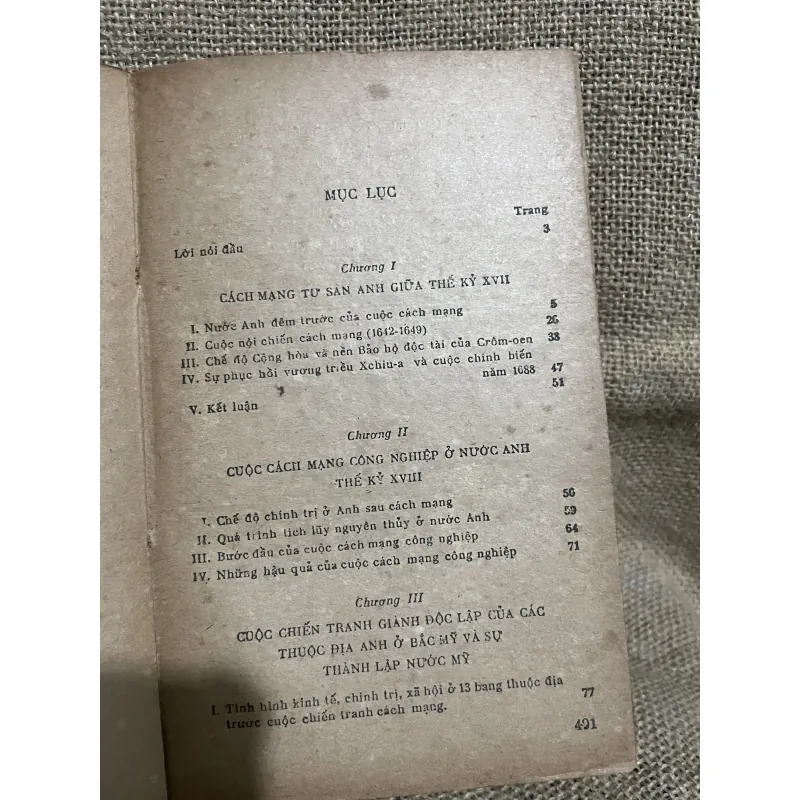 MỤC LỤC
Trang
Lời nói đầu 3
Chương I
CÁCH MẠNG TƯ SẢN ANH GIỮA THẾ KỶ XVII
I. Nước Anh đêm trước của cuộc cách mạng 5
II. Cuộc nội chiến cách mạng (1642-1649) 26
III. Chế độ Cộng hòa và nền Bảo hộ độc tài của Crôm-oen 38
IV. Sự phục hồi vương triều Xchiu-a và cuộc chính biến
năm 1688 47
V. Kết luận 51
Chương II
CUỘC CÁCH MẠNG CÔNG NGHIỆP Ở NƯỚC ANH
THẾ KỶ XVIII
I. Chế độ chính trị ở Anh sau cách mạng 56
II. Quá trình tích lũy nguyên thủy ở nước Anh 59
III. Bước đầu của cuộc cách mạng công nghiệp 64
IV. Những hậu quả của cuộc cách mạng công nghiệp 71
Chương III
CUỘC CHIẾN TRANH GIÀNH ĐỘC LẬP CỦA CÁC
THUỘC ĐỊA ANH Ở BẮC MỸ VÀ SỰ
THÀNH LẬP NƯỚC MỸ
I. Tình hình kinh tế, chính trị, xã hội ở 13 bang thuộc địa
trước cuộc chiến tranh cách mạng. 77
491